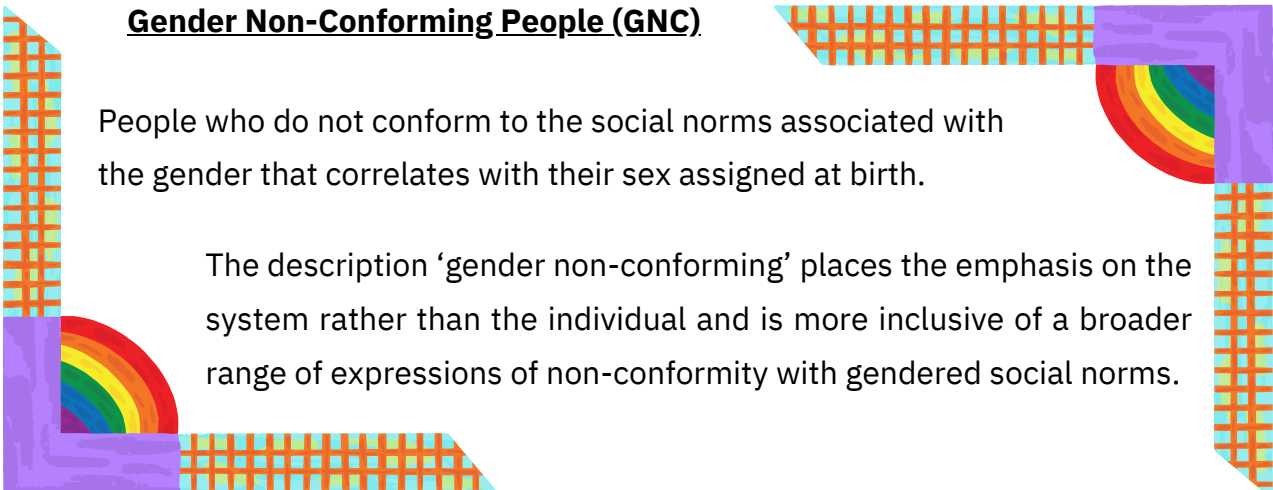 Gender Non-Conforming People (GNC)
People who do not conform to the social norms associated with
the gender that correlates with their sex assigned at birth.
The description ‘gender non-conforming’ places the emphasis on the
system rather than the individual and is more inclusive of a broader
range of expressions of non-conformity with gendered social norms.